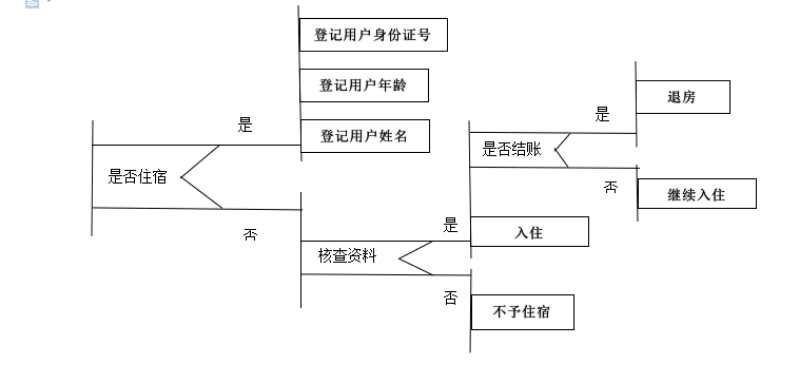 登记用户身份证号
登记用户年龄
登记用户姓名
是
是否住宿
否
是
核查资料
否
是否结账
是
退房
否
继续入住
入住
不予住宿